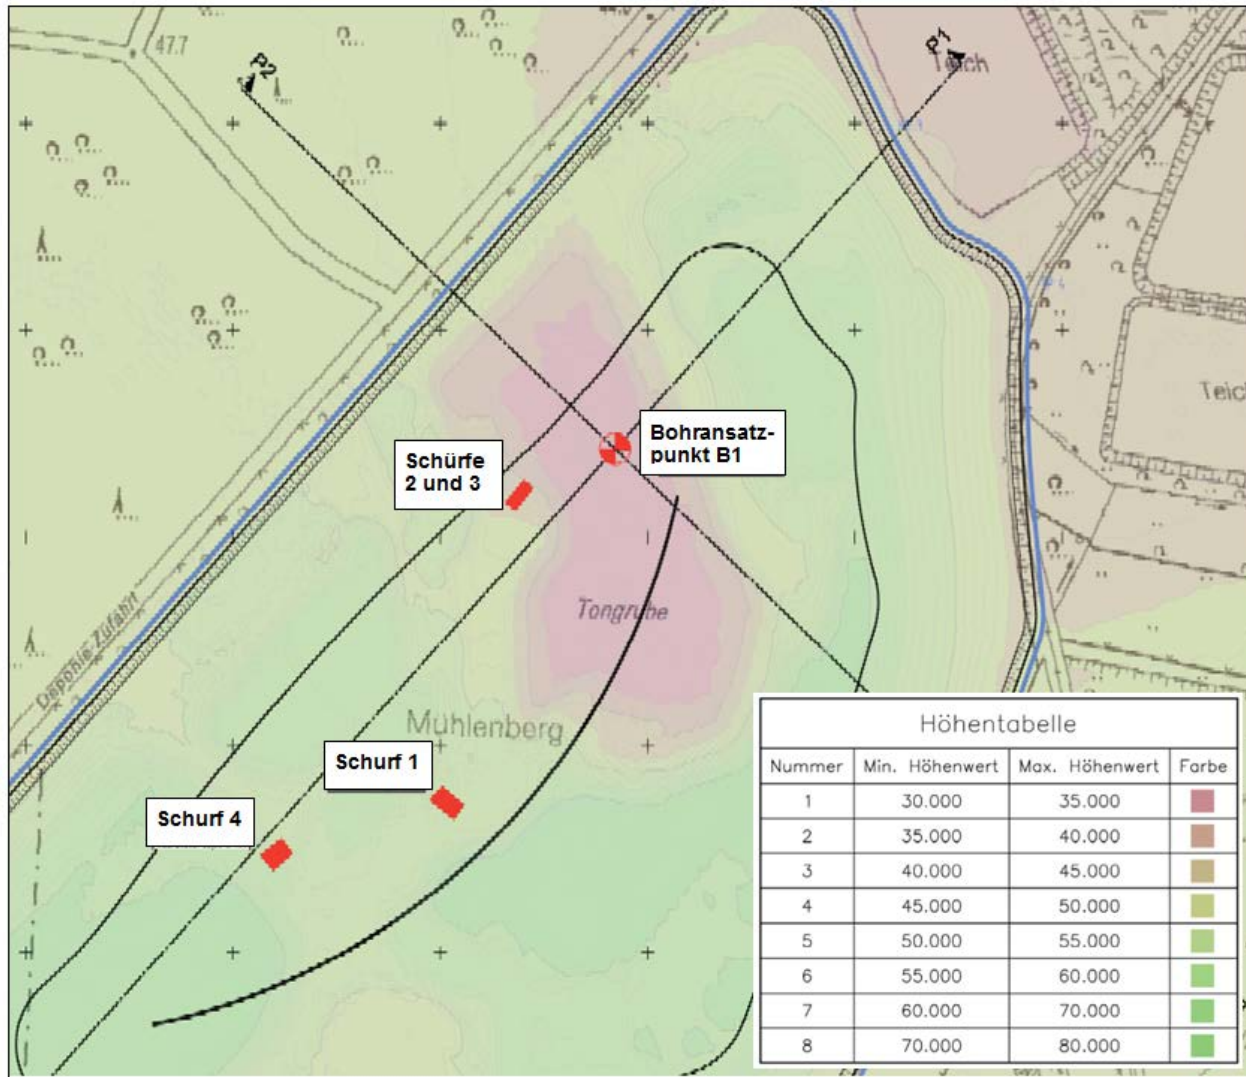 47.7
P2
P1
Teich
Teich
Bohransatz-
punkt B1
Schürfe
2 und 3
Tongrube
Deponie-Zufahrt
Mühlenberg
Schurf 1
Schurf 4
Höhentabelle
Nummer Min. Höhenwert Max. Höhenwert Farbe
1 30.000 35.000
2 35.000 40.000
3 40.000 45.000
4 45.000 50.000
5 50.000 55.000
6 55.000 60.000
7 60.000 70.000
8 70.000 80.000